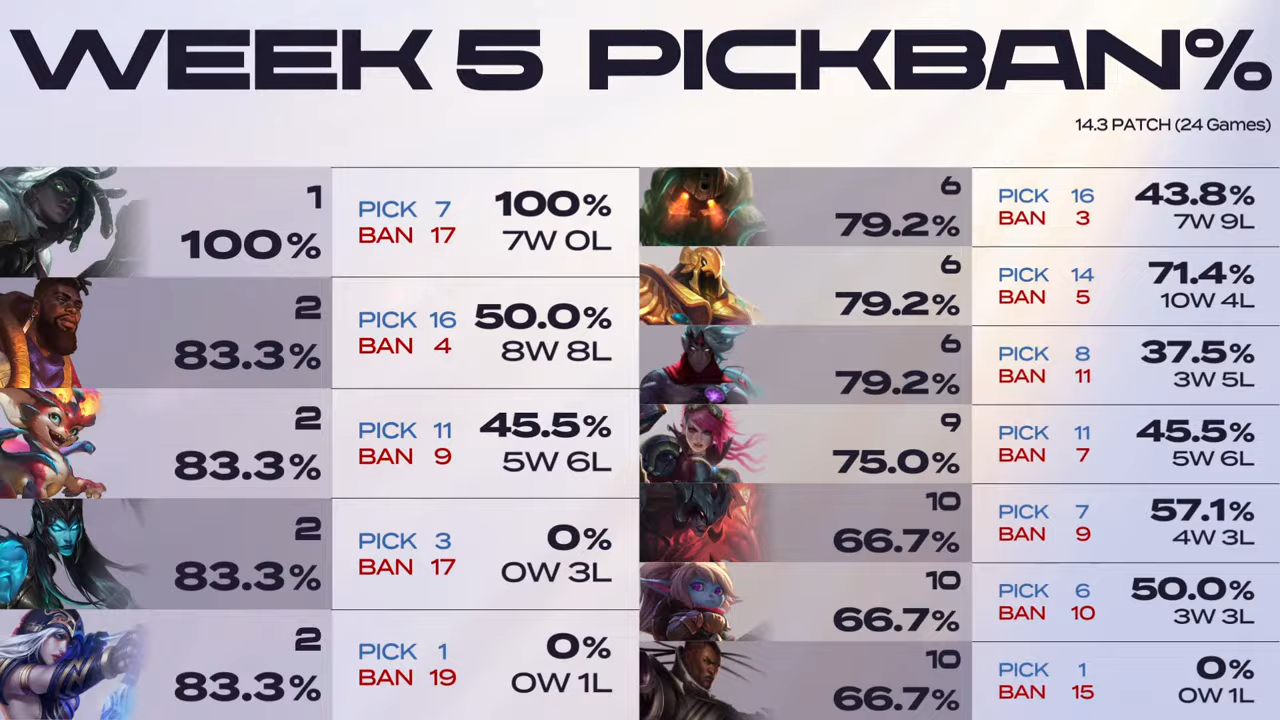 WEEK 5 PICKBAN%
14.3 PATCH (24 Games)
1
100%
PICK 7
BAN 17
100%
7W 0L
2
83.3%
PICK 16
BAN 4
50.0%
8W 8L
2
83.3%
PICK 11
BAN 9
45.5%
5W 6L
2
83.3%
PICK 3
BAN 17
0%
0W 3L
2
83.3%
PICK 1
BAN 19
0%
0W 1L
6
79.2%
PICK 16
BAN 3
43.8%
7W 9L
6
79.2%
PICK 14
BAN 5
71.4%
10W 4L
6
79.2%
PICK 8
BAN 11
37.5%
3W 5L
9
75.0%
PICK 11
BAN 7
45.5%
5W 6L
10
66.7%
PICK 7
BAN 9
57.1%
4W 3L
10
66.7%
PICK 6
BAN 10
50.0%
3W 3L
10
66.7%
PICK 1
BAN 15
0%
0W 1L